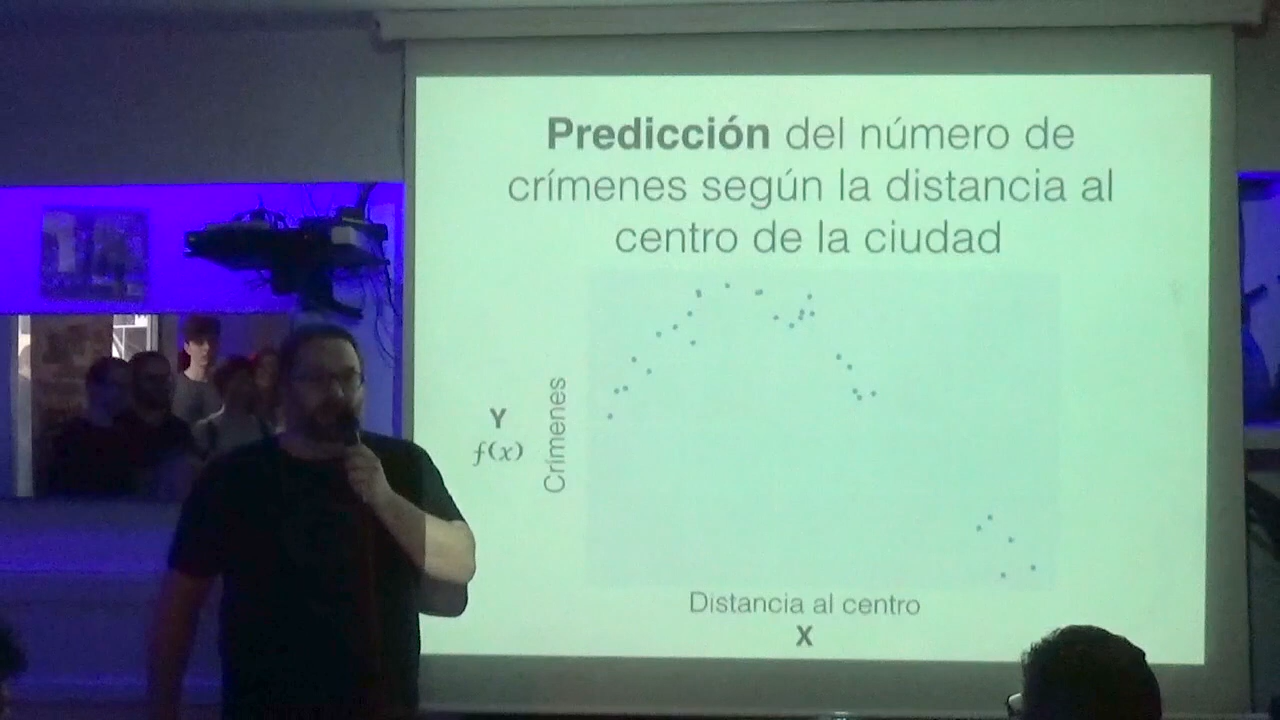 Predicción del número de
crímenes según la distancia al
centro de la ciudad
Y
f(x)
Crímenes
Distancia al centro
X